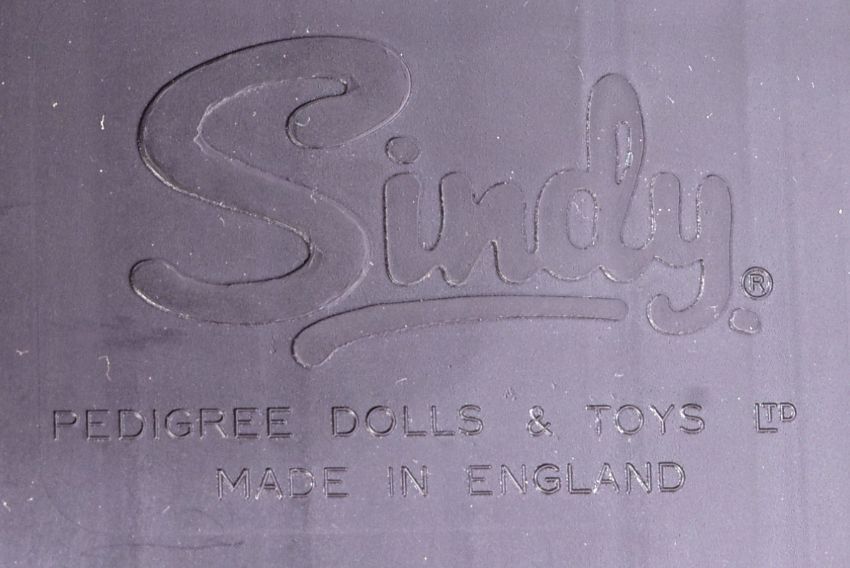 Sindy.®
PEDIGREE DOLLS & TOYS LTD
MADE IN ENGLAND